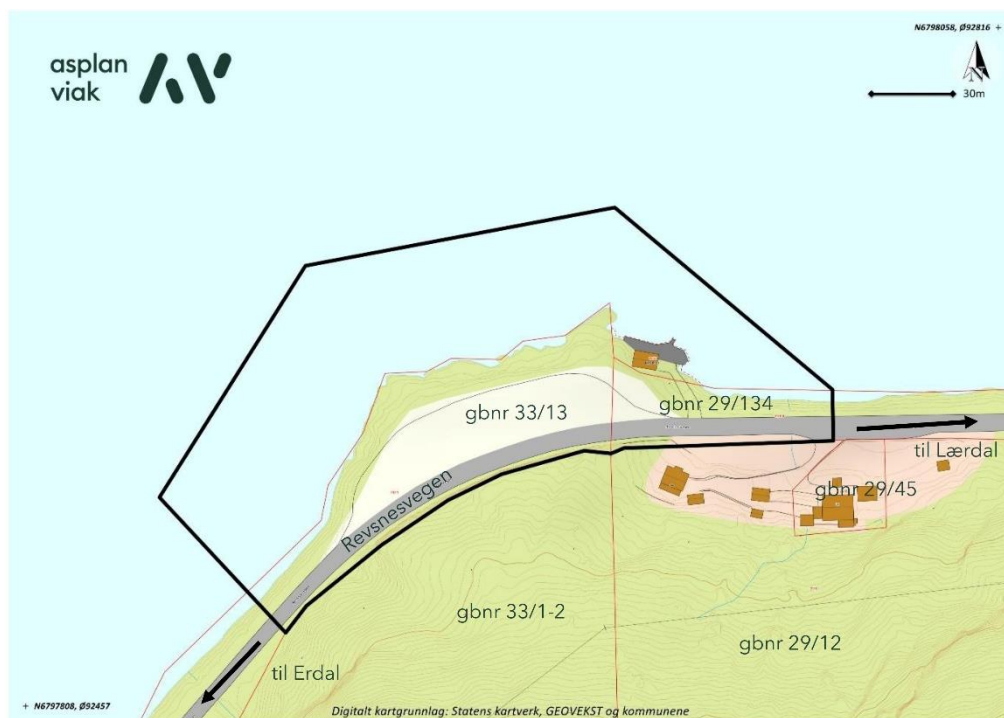 asplan
viak
N6798058, Ø92816 +
N
30m
gbnr 33/13
gbnr 29/134
til Lærdal
Revsnesvegen
gbnr 29/45
gbnr 33/1-2
gbnr 29/12
til Erdal
+ N6797808, Ø92457
Digitalt kartgrunnlag: Statens kartverk, GEOVEKST og kommunene